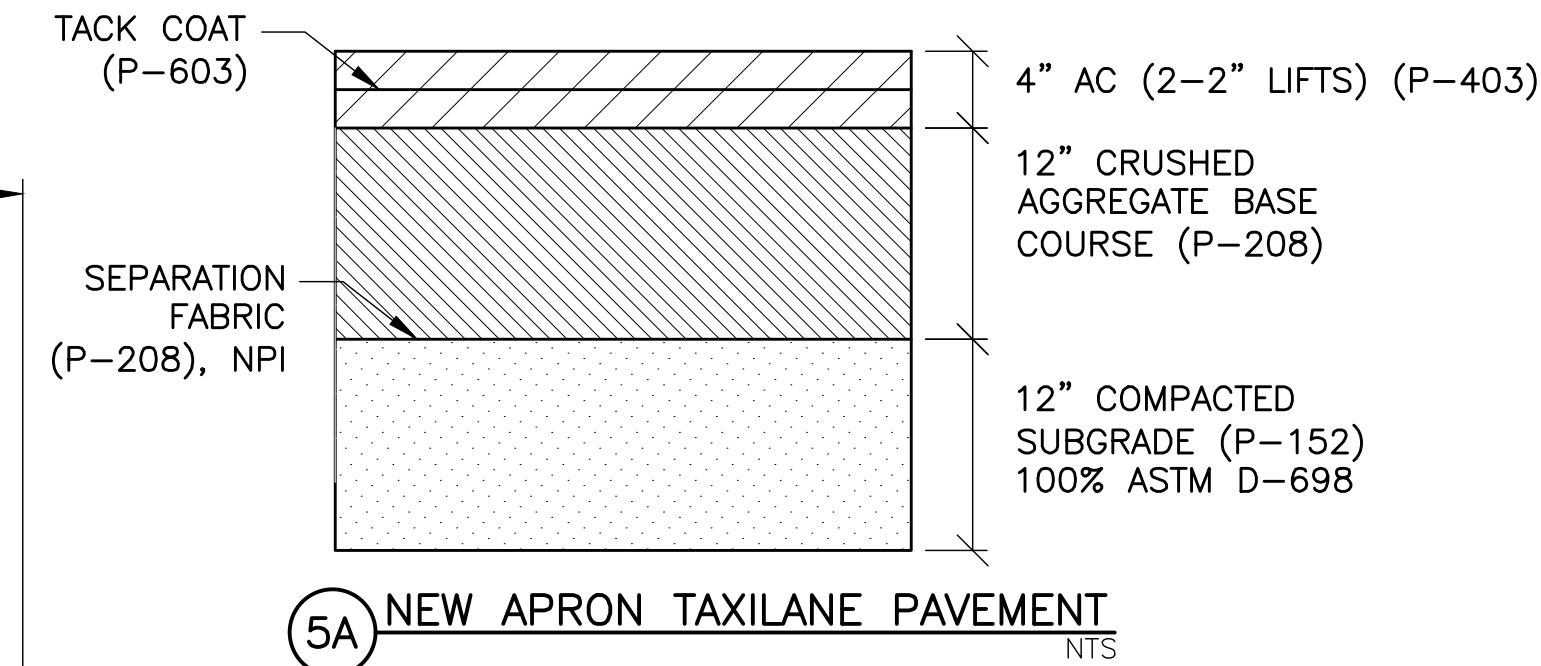 TACK COAT
(P-603)
4" AC (2-2" LIFTS) (P-403)
12" CRUSHED
AGGREGATE BASE
COURSE (P-208)
SEPARATION
FABRIC
(P-208), NPI
12" COMPACTED
SUBGRADE (P-152)
100% ASTM D-698
5A NEW APRON TAXILANE PAVEMENT
NTS